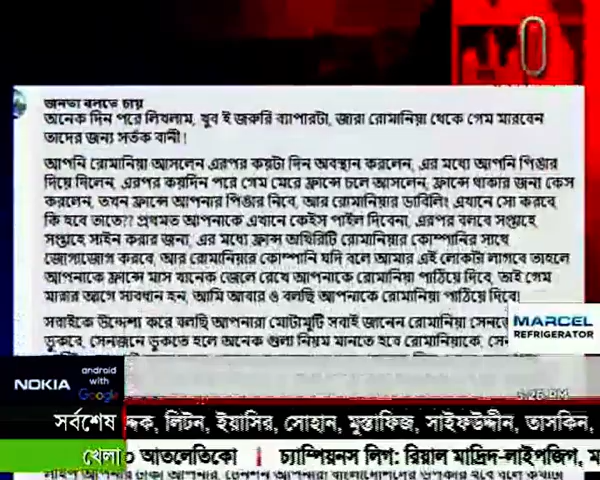 জনতা বলতে চায়
অনেক দিন পরে লিখলাম, খুব ই জরুরি ব্যাপারটা, জারা রোমানিয়া থেকে গেম মারবেন
তাদের জন্য সর্তক বানী!
আপনি রোমানিয়া আসলেন এরপর কয়টা দিন অবস্থান করলেন, এর মধ্যে আপনি পিঙার
দিয়ে দিলেন, এরপর কয়দিন পরে গেম মেরে ফ্রান্সে চলে আসলেন, ফ্রান্সে থাকার জন্য কেস
করলেন, তখন ফ্রান্সে আপনার পিঙার নিবে, আর রোমানিয়ার ডাবিলিং এখানে সো করবে,
কি হবে তাতে?? প্রথমত আপনাকে এখানে কেইস পাইল দিবেনা, এরপর বলবে সপ্তাহে
সপ্তাহে সাইন করার জন্য, এর মধ্যে ফ্রান্স অথিরিটি রোমানিয়ার কোম্পানির সাথে
জোগাজোগ করবে, আর রোমানিয়ার কোম্পানি যদি বলে আমার এই লোকটা লাগবে তাহলে
আপনাকে ফ্রান্সে মাস খানেক জেলে রেখে আপনাকে রোমানিয়া পাঠিয়ে দিবে, তাই গেম
মারার আগে সাবধান হন, আমি আবার ও বলছি আপনাকে রোমানিয়া পাঠিয়ে দিবে!
সবাইকে উদ্দেশ্য করে বলছি আপনারা মোটামুটি সবাই জানেন রোমানিয়া সেনজে
ডুকবে, সেনজনে ডুকতে হলে অনেক গুলা নিয়ম মানতে হবে রোমানিয়াকে,
MARCEL
REFRIGERATOR
NOKIA
android
with
Google
সর্বশেষ
লিটন, ইয়াসির, সোহান, মুস্তাফিজ, সাইফউদ্দীন, তাসকিন,
খেলা
আতলেতিকো | চ্যাম্পিয়নস লিগ: রিয়াল মাদ্রিদ-লাইপজিগ,